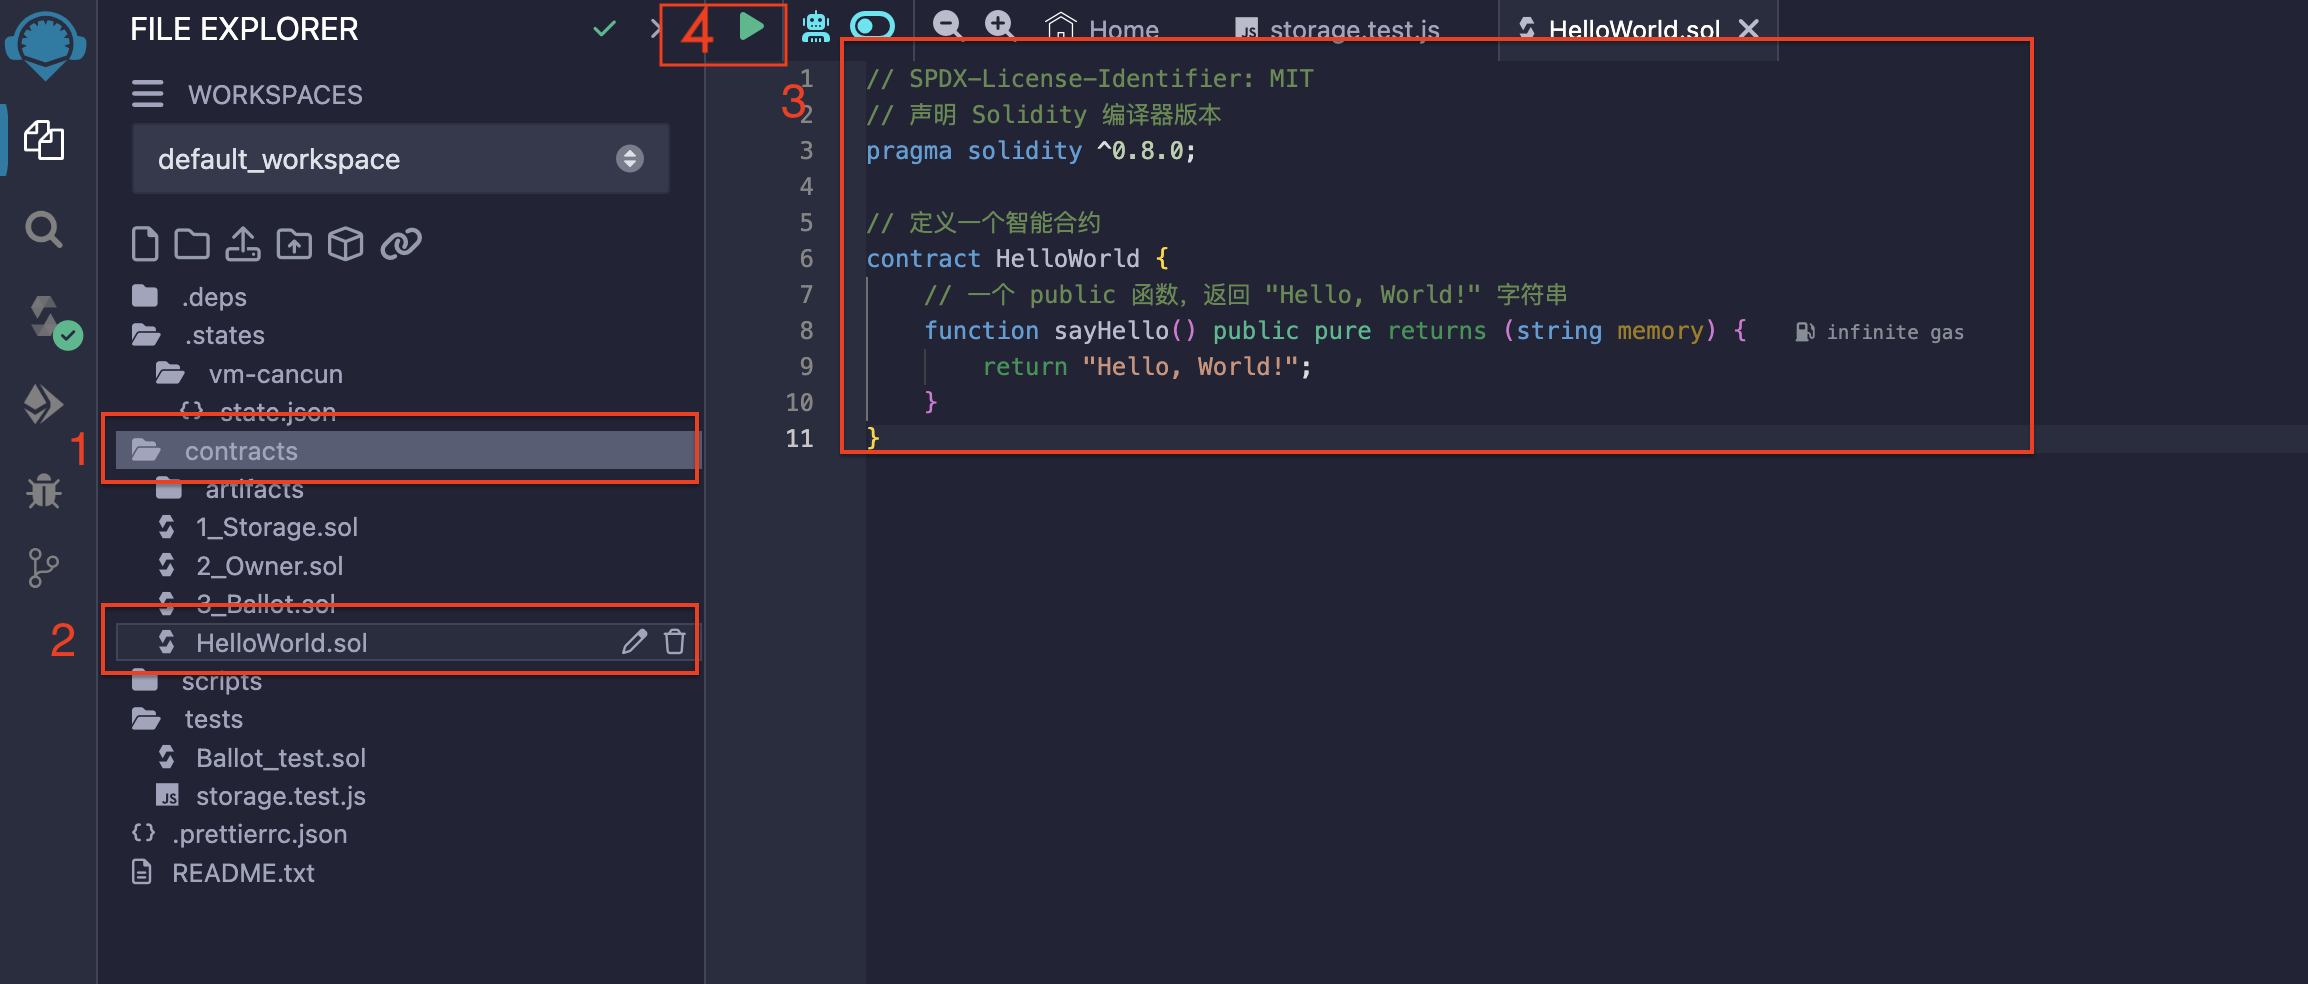 FILE EXPLORER
4
Home
storage.test.js
HelloWorld.sol
WORKSPACES
default_workspace
.deps
.states
vm-cancun
{} state.json
1
contracts
artifacts
1_Storage.sol
2_Owner.sol
3_Ballot.sol
2
HelloWorld.sol
scripts
tests
Ballot_test.sol
JS storage.test.js
{} .prettierrc.json
README.txt
3
1 // SPDX-License-Identifier: MIT
2 // 声明 Solidity 编译器版本
3 pragma solidity ^0.8.0;
4
5 // 定义一个智能合约
6 contract HelloWorld {
7 // 一个 public 函数，返回 "Hello, World!" 字符串
8 function sayHello() public pure returns (string memory) { infinite gas
9 return "Hello, World!";
10 }
11 }